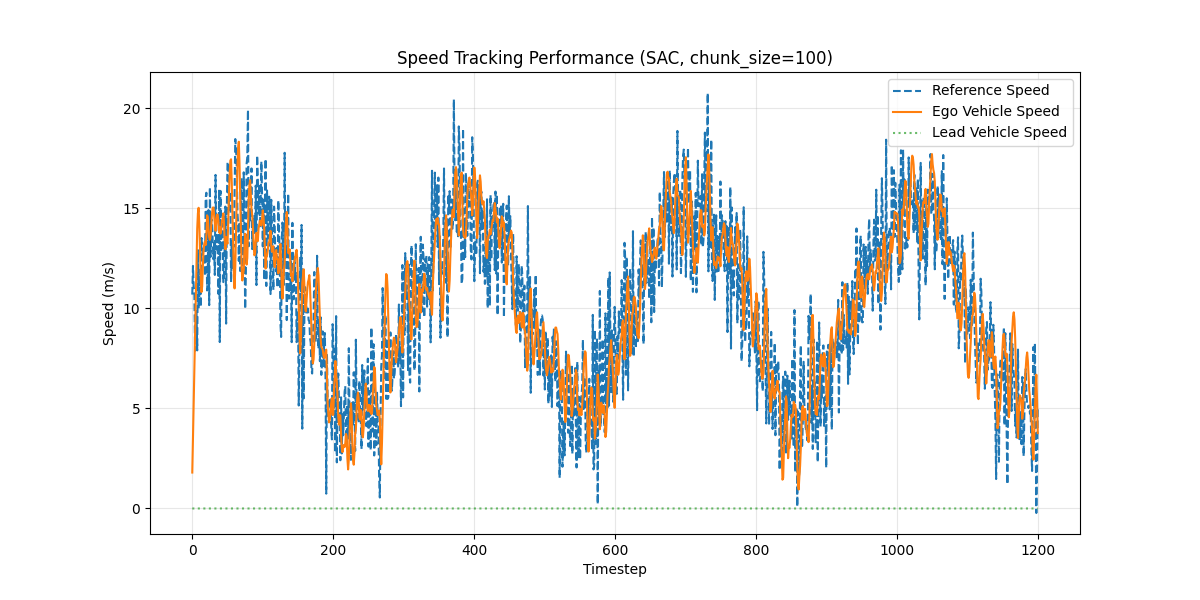 Speed Tracking Performance (SAC, chunk_size=100)
Reference Speed
Ego Vehicle Speed
Lead Vehicle Speed
Speed (m/s)
20
15
10
5
0
0 200 400 600 800 1000 1200
Timestep